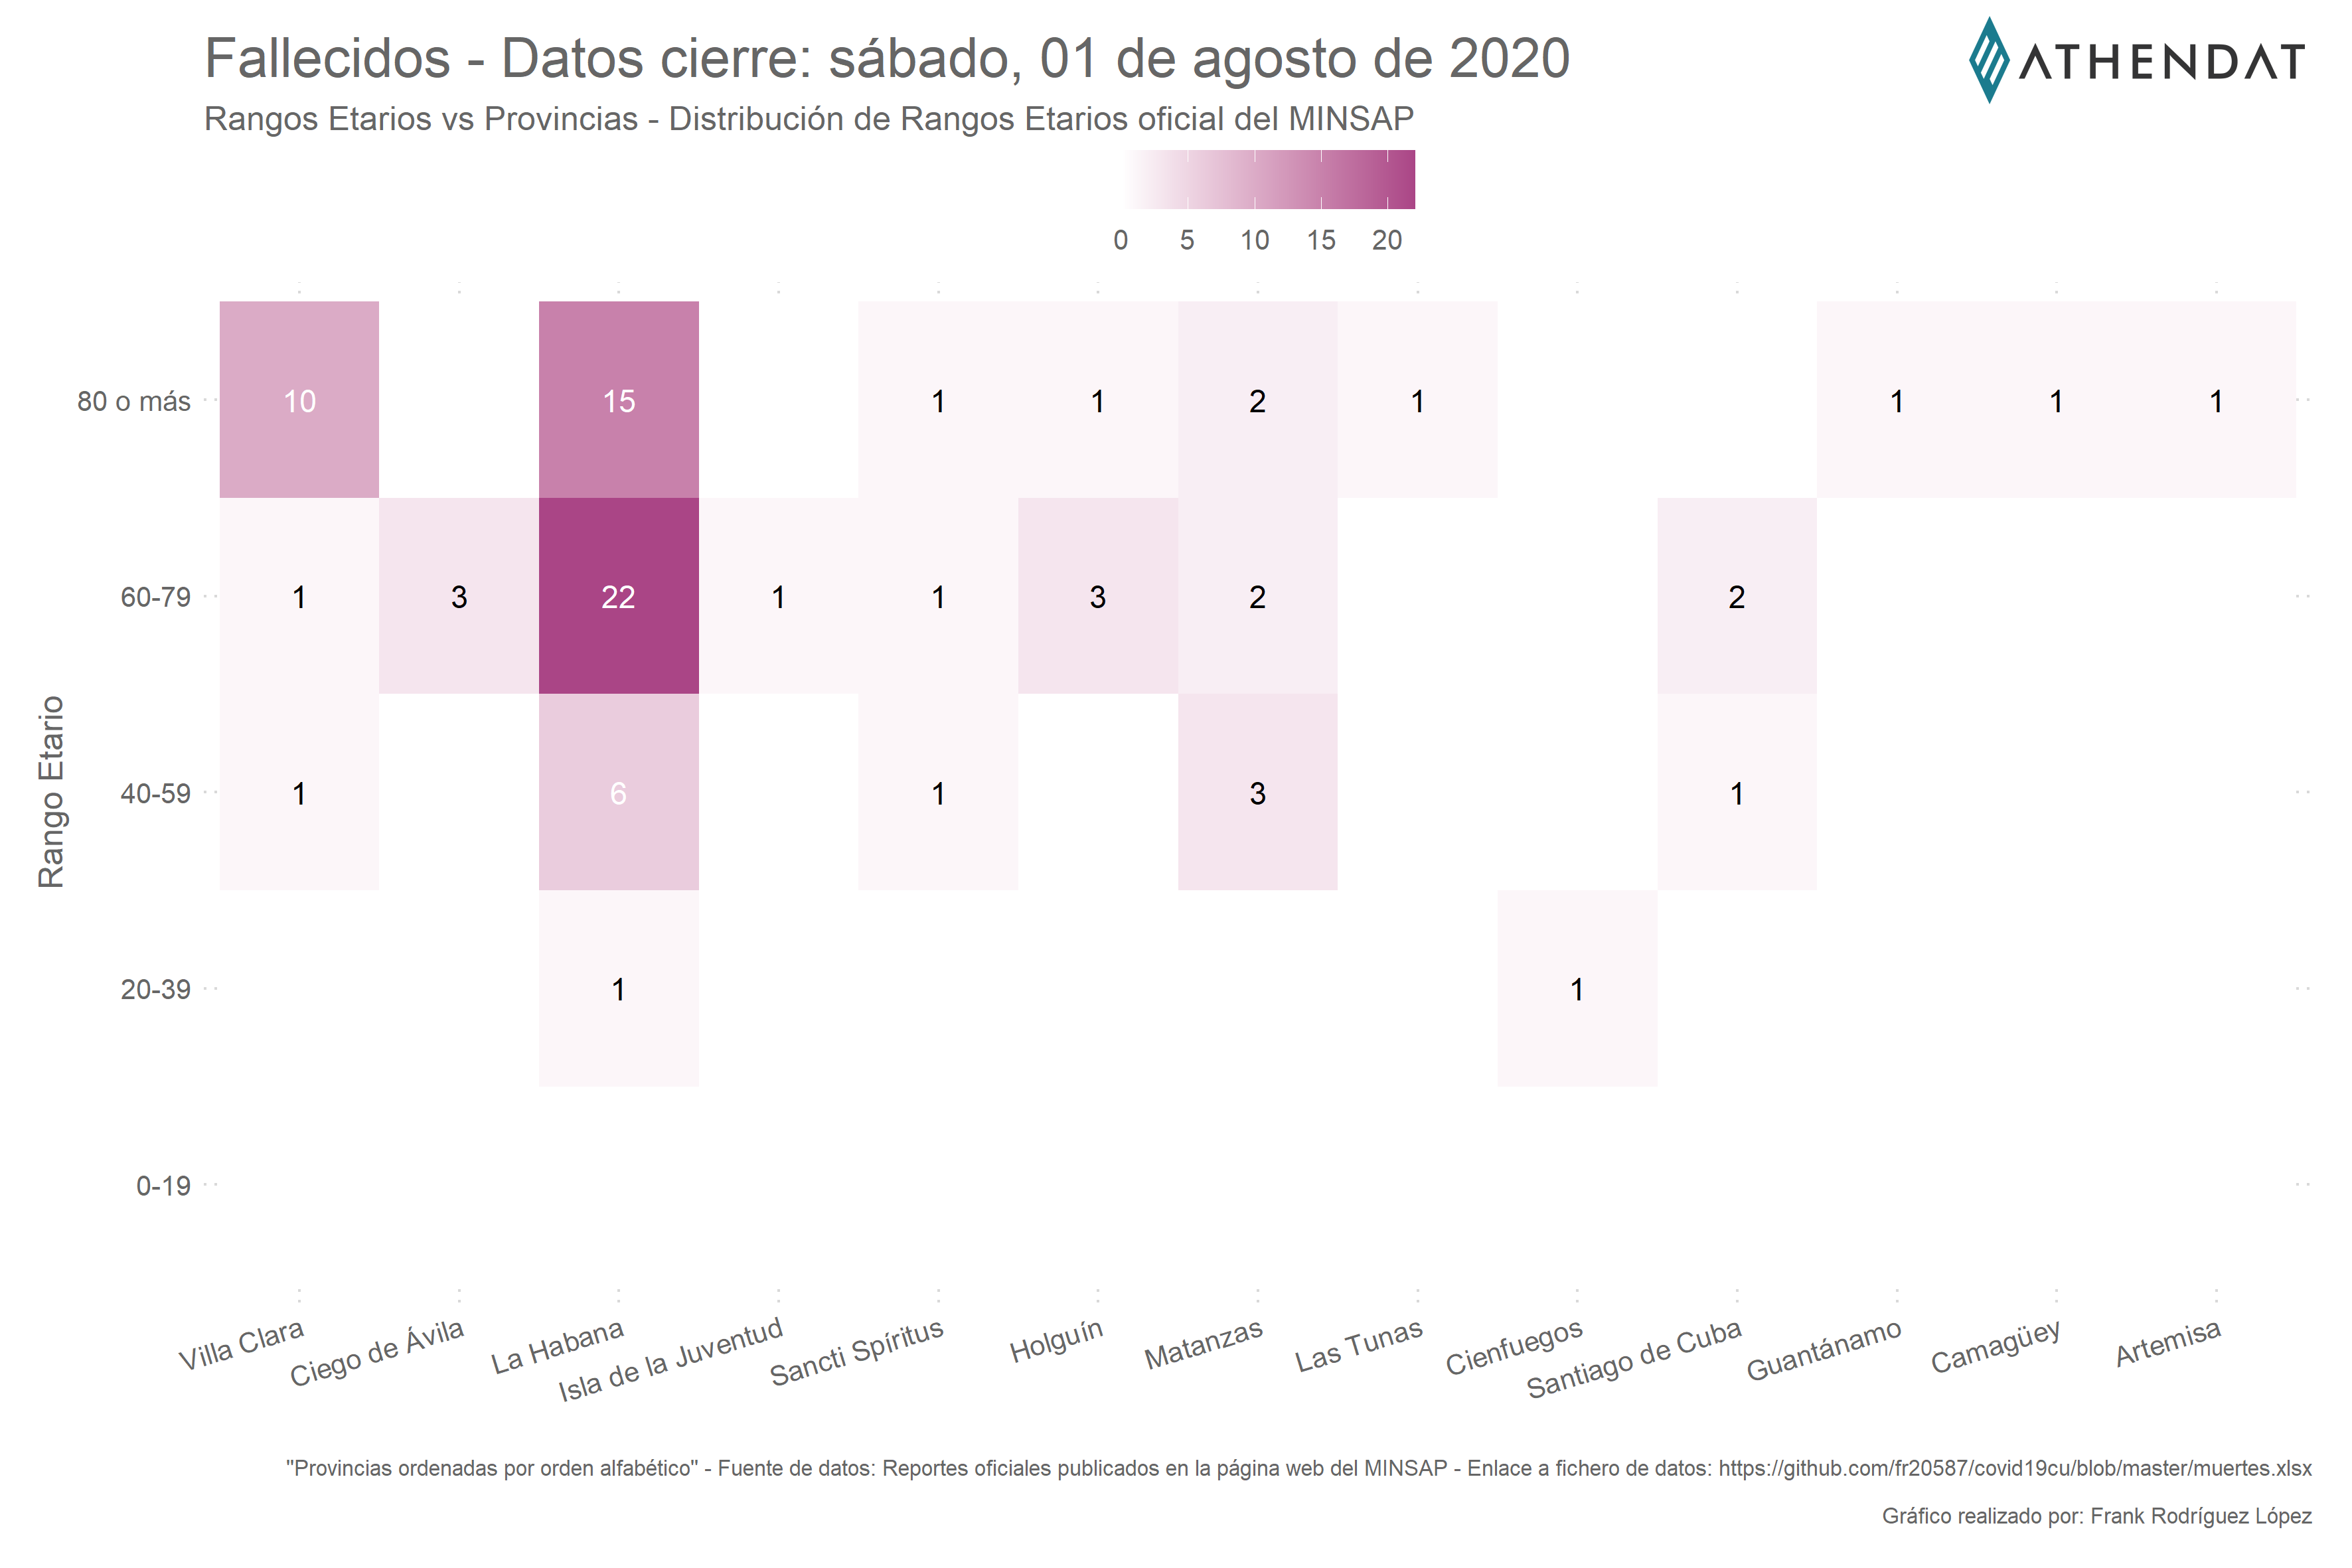 Fallecidos - Datos cierre: sábado, 01 de agosto de 2020
ATHENDAT
Rangos Etarios vs Provincias - Distribución de Rangos Etarios oficial del MINSAP
0 5 10 15 20
80 o más 10 15 1 1 2 1 1 1 1
60-79 1 3 22 1 1 3 2 2
Rango Etario
40-59 1 6 1 3 1
20-39 1 1
0-19
Villa Clara Ciego de Ávila La Habana Isla de la Juventud Sancti Spíritus Holguín Matanzas Las Tunas Cienfuegos Santiago de Cuba Guantánamo Camagüey Artemisa
"Provincias ordenadas por orden alfabético" - Fuente de datos: Reportes oficiales publicados en la página web del MINSAP - Enlace a fichero de datos: https://github.com/fr20587/covid19cu/blob/master/muertes.xlsx
Gráfico realizado por: Frank Rodríguez López